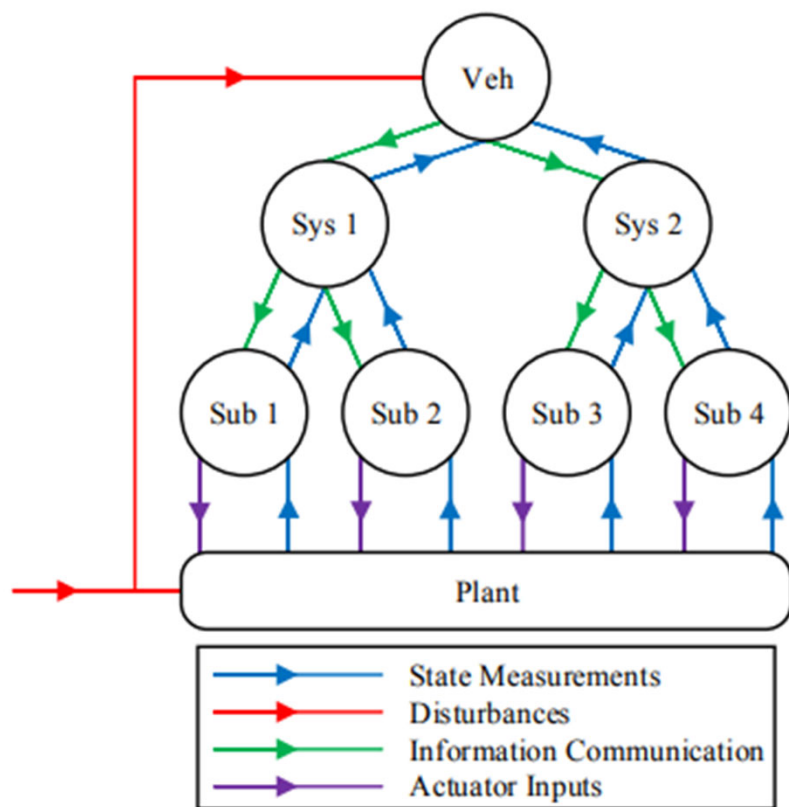 Veh
Sys 1
Sys 2
Sub 1
Sub 2
Sub 3
Sub 4
Plant
State Measurements
Disturbances
Information Communication
Actuator Inputs